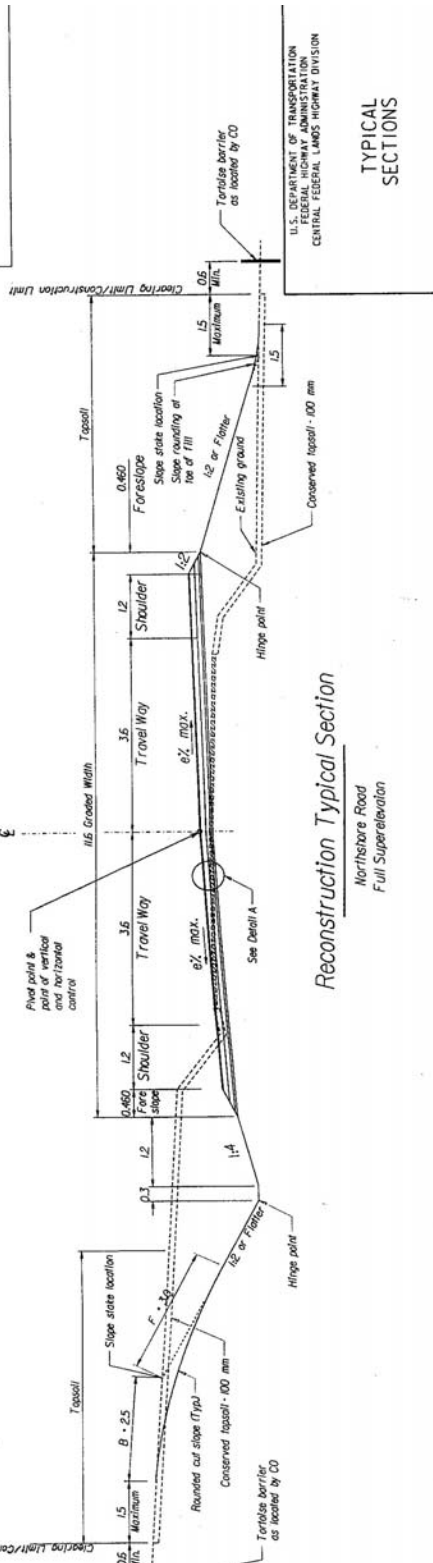 U.S. DEPARTMENT OF TRANSPORTATION
FEDERAL HIGHWAY ADMINISTRATION
CENTRAL FEDERAL LANDS HIGHWAY DIVISION
TYPICAL
SECTIONS
Clearing Limit/Con
Clearing Limit/Construction Limit
0.6
Min.
1.5
Maximum
Topsoil
B = 2.5
Slope stake location
F = 3.8
Rounded cut slope (Typ.)
Conserved topsoil - 100 mm
Tortoise barrier
as located by CO
1:2 or Flatter
Hinge point
0.3
1.2
1:4
0.460
Fore
slope
1.2
Shoulder
3.6
Travel Way
e% max.
See Detail A
Pivot point &
point of vertical
and horizontal
control
11.6 Graded Width
℄
3.6
Travel Way
e% max.
1.2
Shoulder
1:2
0.460
Foreslope
Topsoil
Hinge point
1:2 or Flatter
Slope stake location
Slope rounding at
toe of fill
Existing ground
Conserved topsoil - 100 mm
1.5
1.5
Maximum
0.6
Min.
Tortoise barrier
as located by CO
Reconstruction Typical Section
Northshore Road
Full Superelevaion